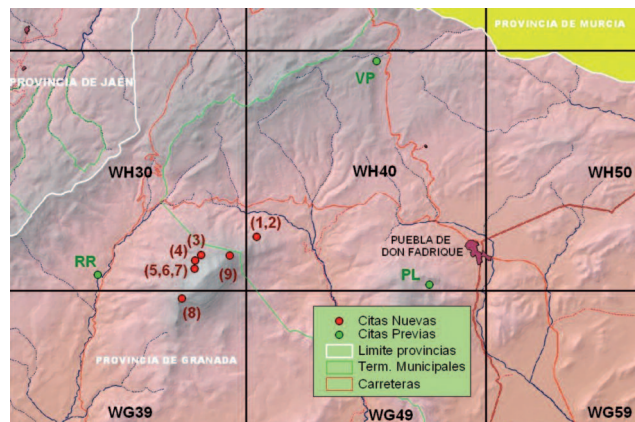 PROVINCIA DE MURCIA
PROVINCIA DE JAÉN
VP
WH30
WH40
WH50
(1,2)
(3)
(4)
(5,6,7)
(9)
(8)
PUEBLA DE
DON FADRIQUE
RR
PL
Citas Nuevas
Citas Previas
Limite provincias
Term. Municipales
Carreteras
PROVINCIA DE GRANADA
WG39
WG49
WG59